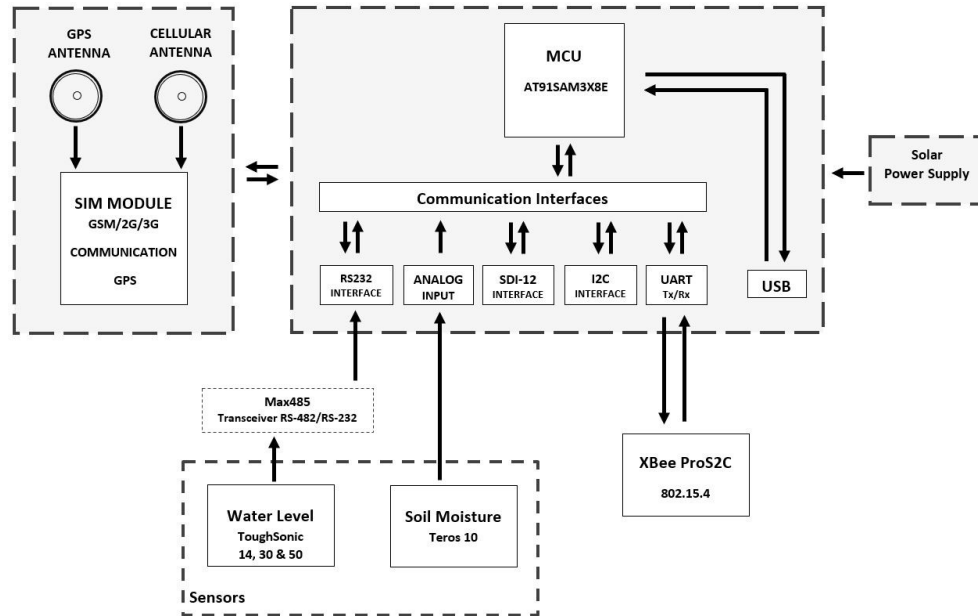 GPS
ANTENNA
CELLULAR
ANTENNA
SIM MODULE
GSM/2G/3G
COMMUNICATION
GPS
MCU
AT91SAM3X8E
Communication Interfaces
RS232
INTERFACE
ANALOG
INPUT
SDI-12
INTERFACE
I2C
INTERFACE
UART
Tx/Rx
USB
Solar
Power Supply
Max485
Transceiver RS-482/RS-232
Water Level
ToughSonic
14, 30 & 50
Soil Moisture
Teros 10
Sensors
XBee ProS2C
802.15.4